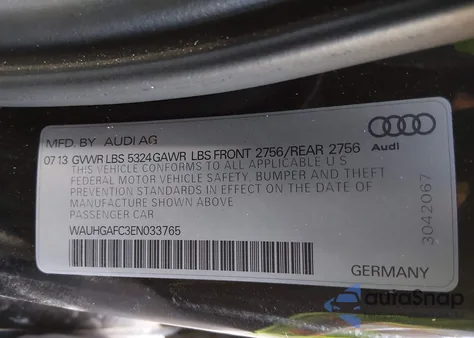 MFD. BY AUDI AG
07 13 GVWR LBS 5324 GAWR LBS FRONT 2756/REAR 2756
THIS VEHICLE CONFORMS TO ALL APPLICABLE U S
FEDERAL MOTOR VEHICLE SAFETY, BUMPER AND THEFT
PREVENTION STANDARDS IN EFFECT ON THE DATE OF
MANUFACTURE SHOWN ABOVE
PASSENGER CAR
WAUHGAFC3EN033765
Audi
3042067
GERMANY
autoSnap